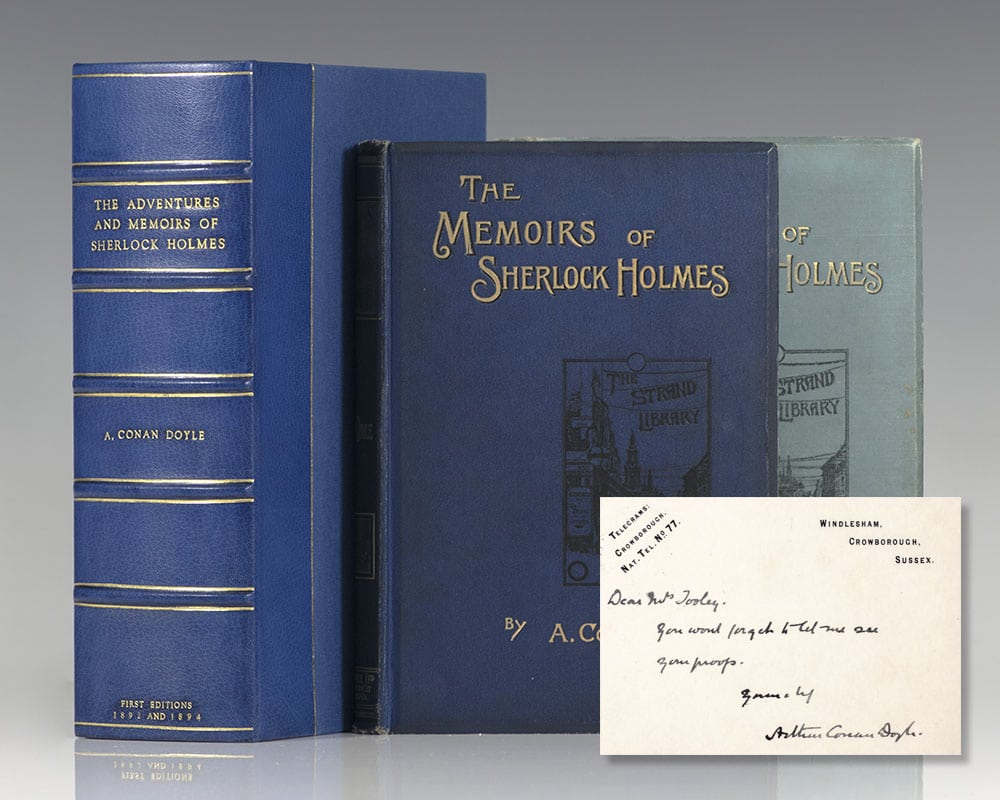 THE ADVENTURES
AND MEMOIRS OF
SHERLOCK HOLMES
A. CONAN DOYLE
FIRST EDITIONS
1892 AND 1894
THE
MEMOIRS OF
SHERLOCK HOLMES
THE
STRAND
LIBRARY
BY A. CO
OF
HOLMES
STRAND
LIBRARY
TELEGRAMS:
CROWBOROUGH.
NAT. TEL. NO 77.
WINDLESHAM,
CROWBOROUGH,
SUSSEX.
Dear Mrs Tooley.
You wont forget to let me see
your proofs.
Arthur Conan Doyle.